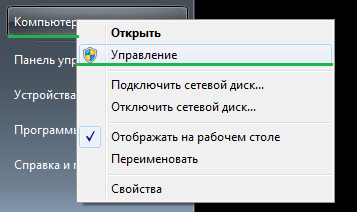 Компьютер
Открыть
Управление
Панель упр
Подключить сетевой диск...
Устройства
Отключить сетевой диск...
Программы
Отображать на рабочем столе
Переименовать
Справка и п
Свойства